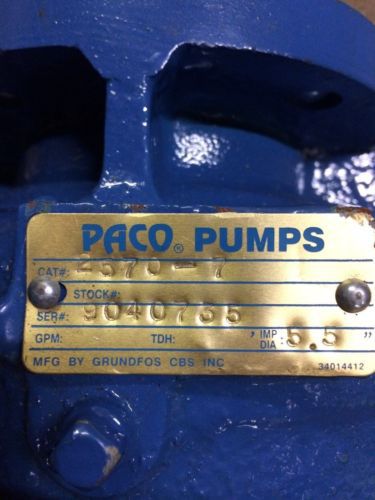 PACO® PUMPS
CAT#: 2570-7
STOCK#:
SER#: 9040735
GPM: TDH: ' IMP DIA : 5.5 "
MFG BY GRUNDFOS CBS INC 34014412